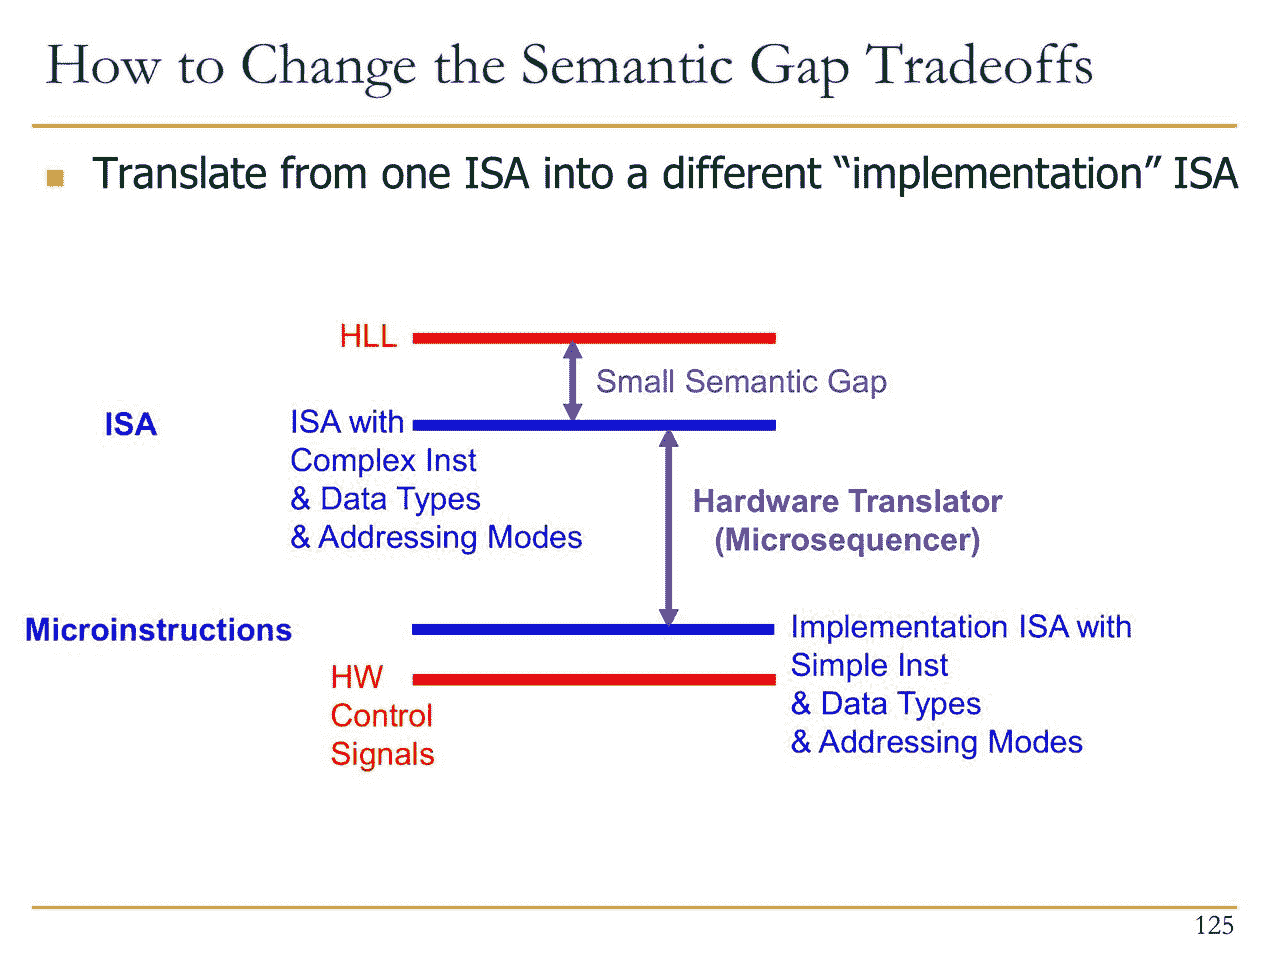 How to Change the Semantic Gap Tradeoffs
Translate from one ISA into a different “implementation” ISA
HLL
Small Semantic Gap
ISA
ISA with
Complex Inst
& Data Types
& Addressing Modes
Hardware Translator
(Microsequencer)
Microinstructions
Implementation ISA with
Simple Inst
& Data Types
& Addressing Modes
HW
Control
Signals
125